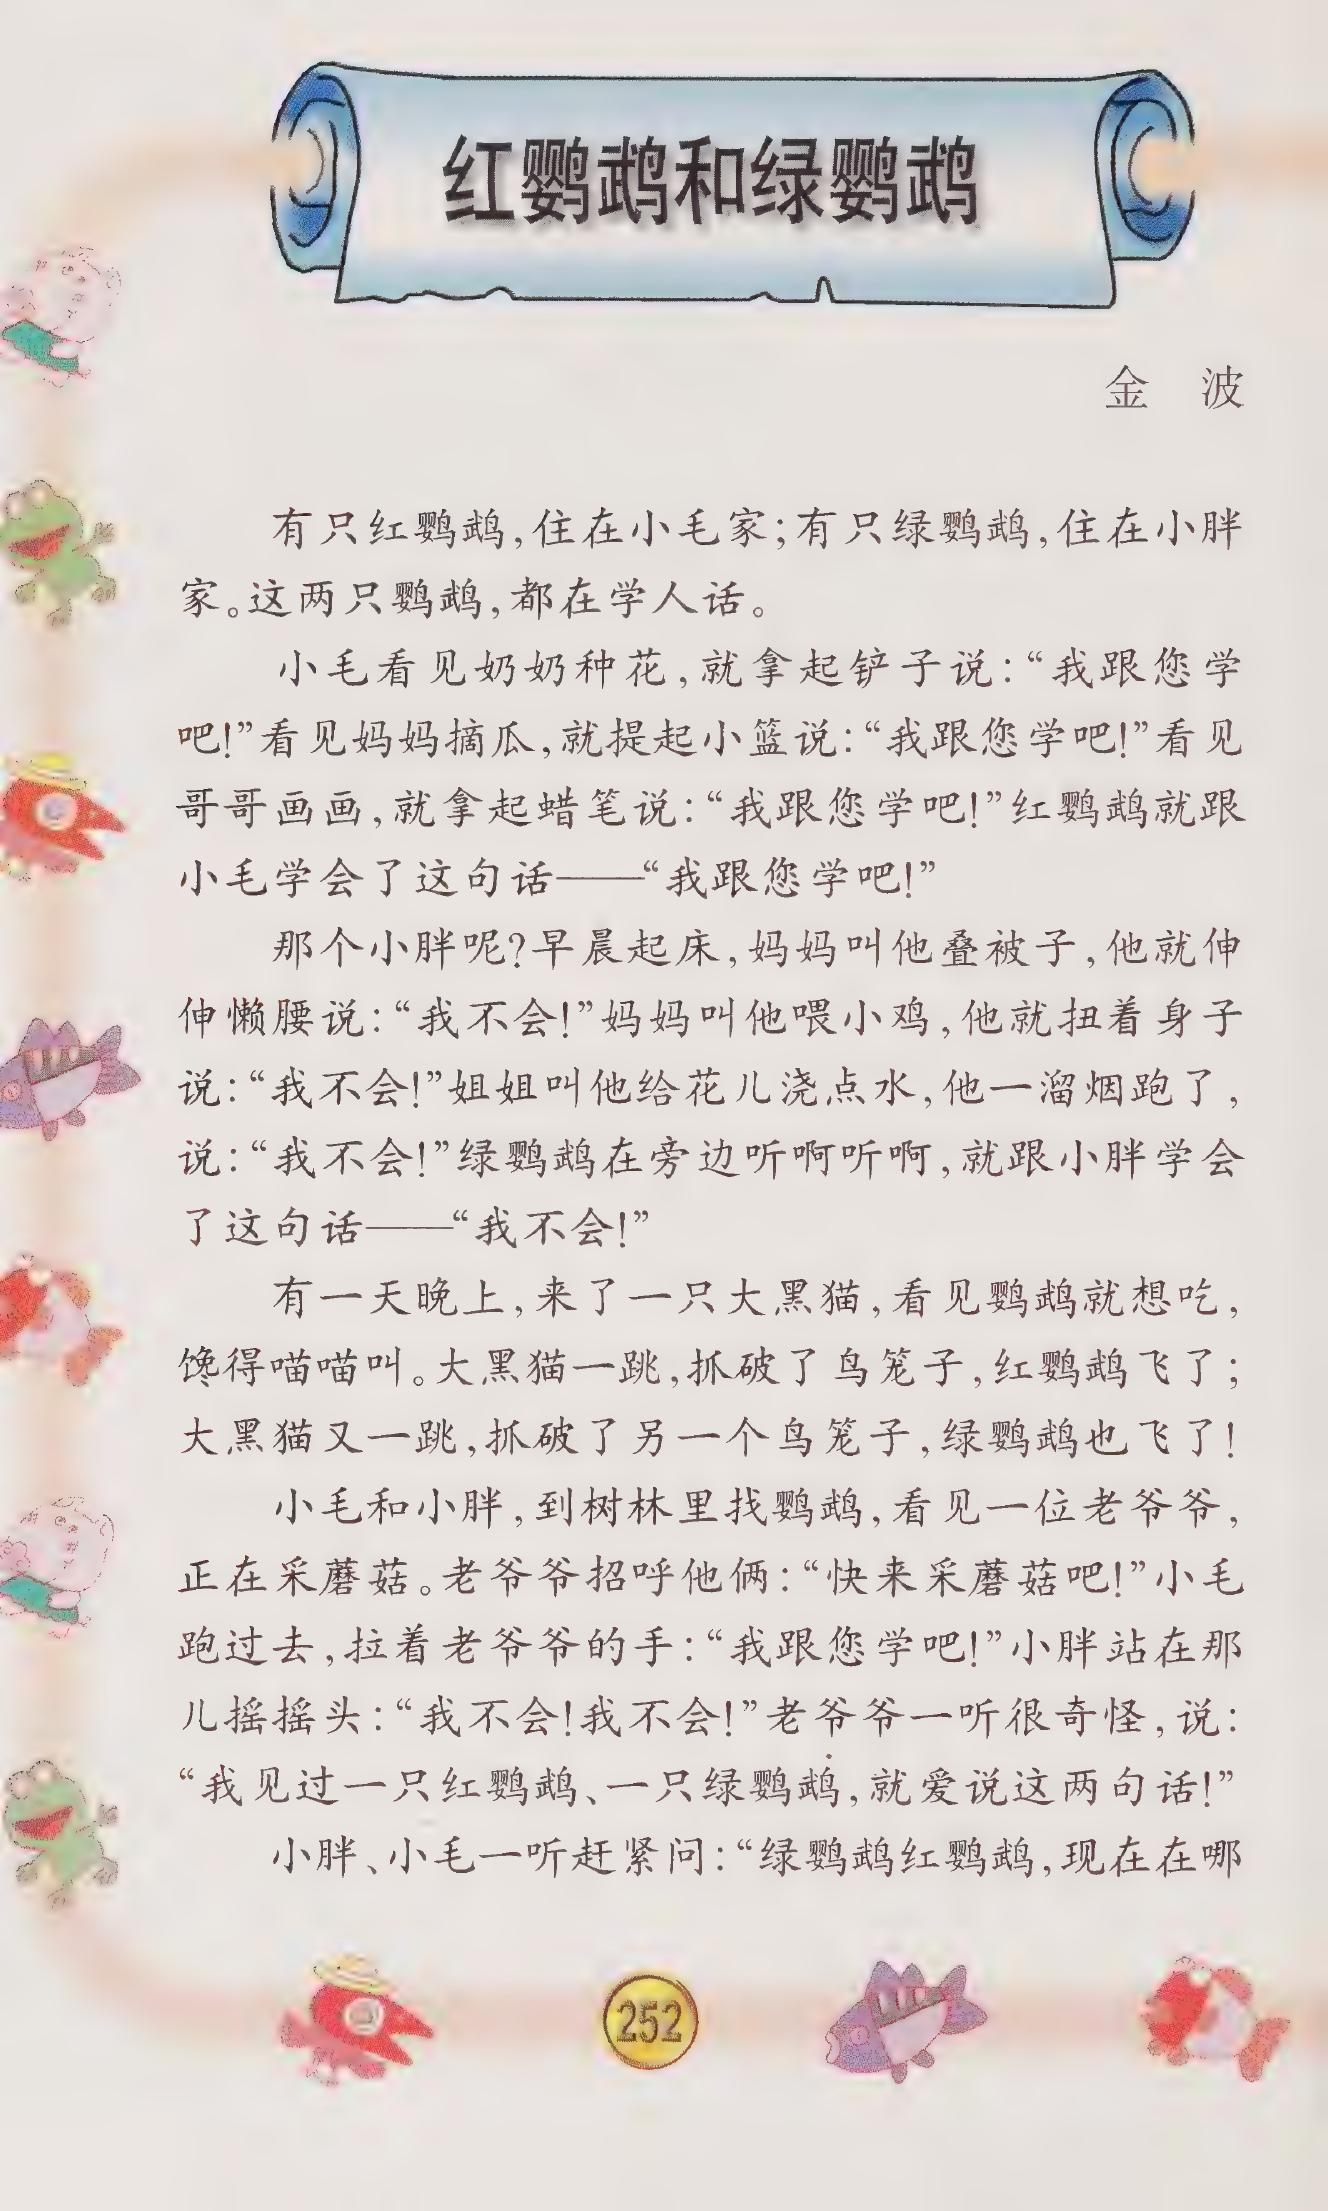 红鹦鹉和绿鹦鹉
金 波
有只红鹦鹉,住在小毛家;有只绿鹦鹉,住在小胖
家。这两只鹦鹉,都在学人话。
小毛看见奶奶种花,就拿起铲子说:“我跟您学
吧!”看见妈妈摘瓜,就提起小篮说:“我跟您学吧!”看见
哥哥画画,就拿起蜡笔说:“我跟您学吧!”红鹦鹉就跟
小毛学会了这句话——“我跟您学吧!”
那个小胖呢?早晨起床,妈妈叫他叠被子,他就伸
伸懒腰说:“我不会!”妈妈叫他喂小鸡,他就扭着身子
说:“我不会!”姐姐叫他给花儿浇点水,他一溜烟跑了,
说:“我不会!”绿鹦鹉在旁边听啊听啊,就跟小胖学会
了这句话——“我不会!”
有一天晚上,来了一只大黑猫,看见鹦鹉就想吃,
馋得喵喵叫。大黑猫一跳,抓破了鸟笼子,红鹦鹉飞了;
大黑猫又一跳,抓破了另一个鸟笼子,绿鹦鹉也飞了!
小毛和小胖,到树林里找鹦鹉,看见一位老爷爷,
正在采蘑菇。老爷爷招呼他俩:“快来采蘑菇吧!”小毛
跑过去,拉着老爷爷的手:“我跟您学吧!”小胖站在那
儿摇摇头:“我不会!我不会!”老爷爷一听很奇怪,说:
“我见过一只红鹦鹉、一只绿鹦鹉,就爱说这两句话!”
小胖、小毛一听赶紧问:“绿鹦鹉红鹦鹉,现在在哪
252